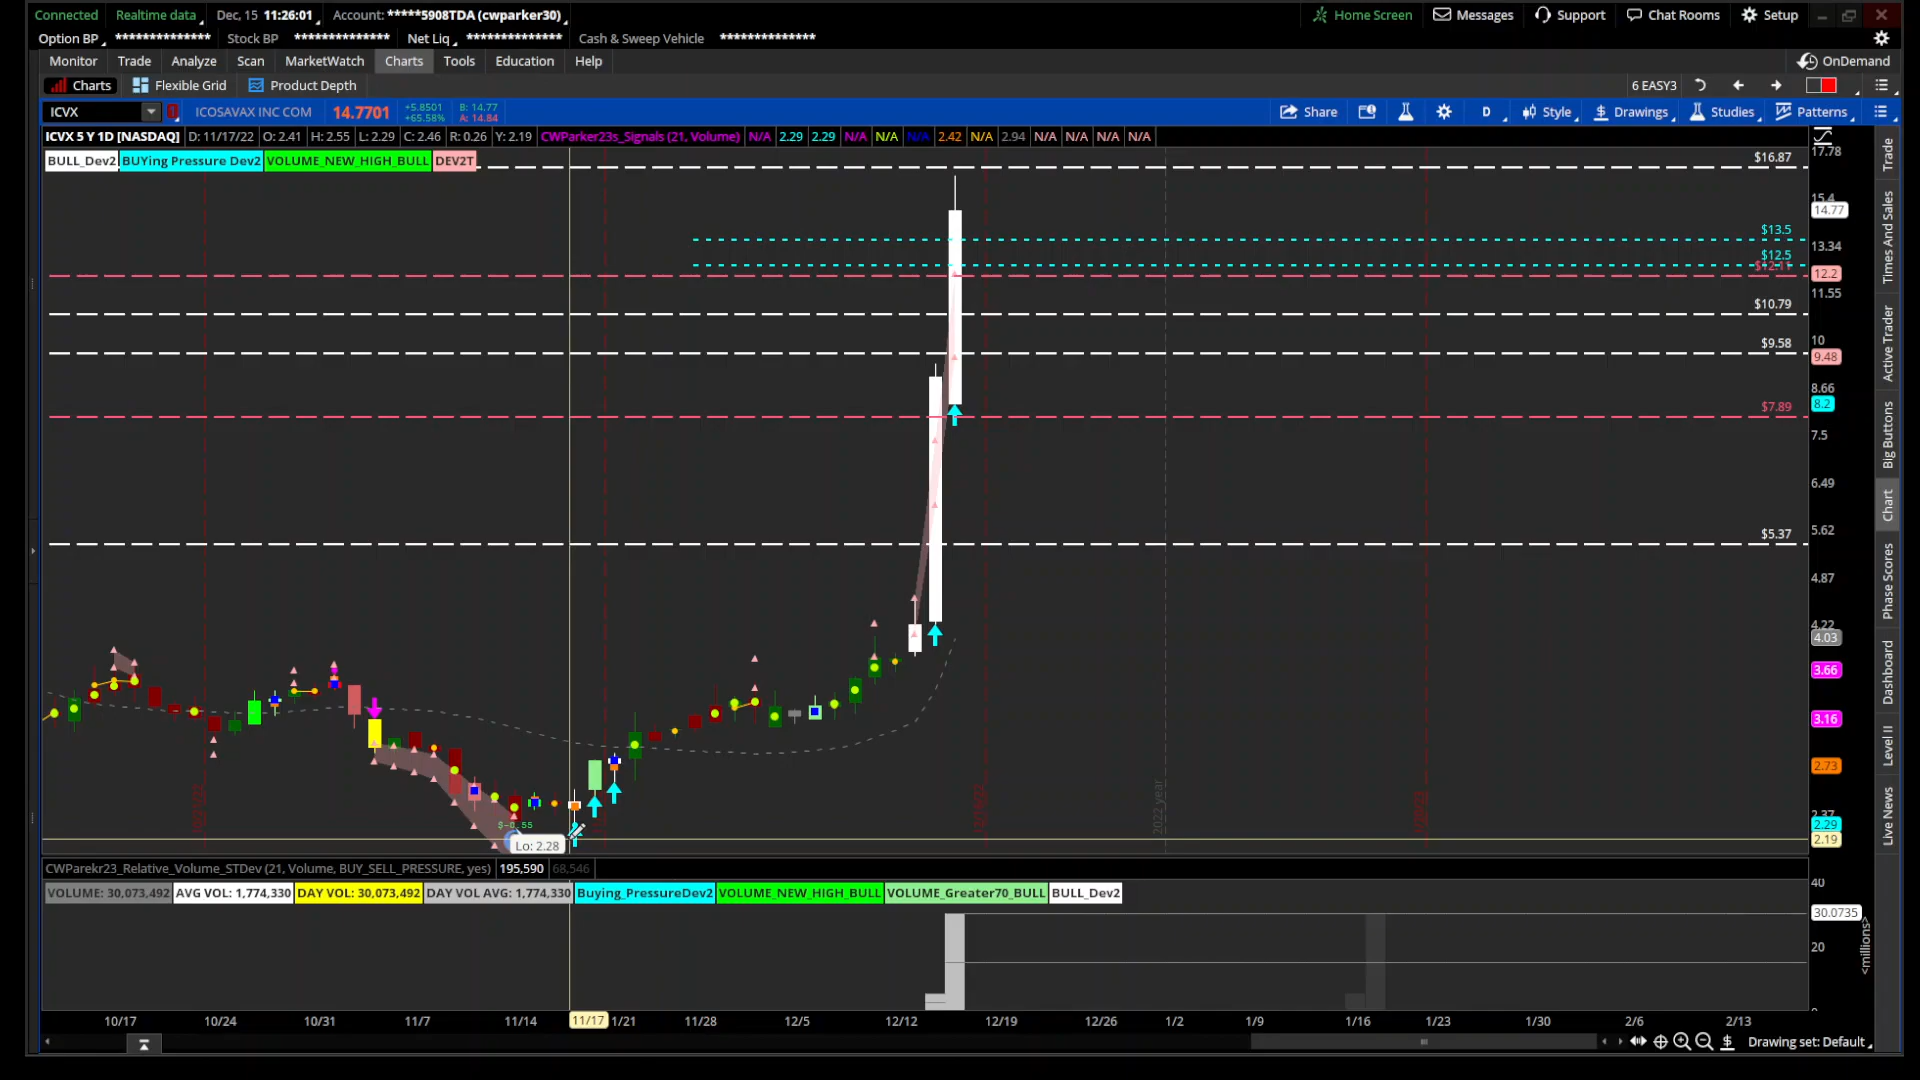 Connected Realtime data Dec, 15 11:26:01 Account: *****5908TDA (cwparker30) Home Screen Messages Support Chat Rooms Setup
Option BP ************** Stock BP ************** Net Liq ************** Cash & Sweep Vehicle **************
Monitor Trade Analyze Scan MarketWatch Charts Tools Education Help OnDemand
Charts Flexible Grid Product Depth 6 EASY3
ICVX ICOSAVAX INC COM 14.7701 +5.8501 B: 14.77 Share D Style Drawings Studies Patterns
+65.58% A: 14.84
ICVX 5 Y 1D [NASDAQ] D: 11/17/22 O: 2.41 H: 2.55 L: 2.29 C: 2.46 R: 0.26 Y: 2.19 CWParker23s_Signals (21, Volume) N/A 2.29 2.29 N/A N/A N/A 2.42 N/A 2.94 N/A N/A N/A N/A
BULL_Dev2 BUYing Pressure Dev2 VOLUME_NEW_HIGH_BULL DEV2T
$16.87
17.78
15.4
14.77
$13.5
13.34
$12.5
12.2
11.55
$10.79
10
$9.58
9.48
8.66
8.2
$7.89
7.5
6.49
5.62
$5.37
4.87
4.22
4.03
3.66
3.16
2.73
2.37
2.29
2.19
2022 year
Lo: 2.28
CWParekr23_Relative_Volume_STDev (21, Volume, BUY_SELL_PRESSURE, yes) 195,590 68,546
VOLUME: 30,073,492 AVG VOL: 1,774,330 DAY VOL: 30,073,492 DAY VOL AVG: 1,774,330 Buying_PressureDev2 VOLUME_NEW_HIGH_BULL VOLUME_Greater70_BULL BULL_Dev2
40
30.0735
20
<millions>
10/17 10/24 10/31 11/7 11/14 11/17 1/21 11/28 12/5 12/12 12/19 12/26 1/2 1/9 1/16 1/23 1/30 2/6 2/13
Drawing set: Default
Trade
Times And Sales
Active Trader
Big Buttons
Chart
Phase Scores
Dashboard
Level II
Live News